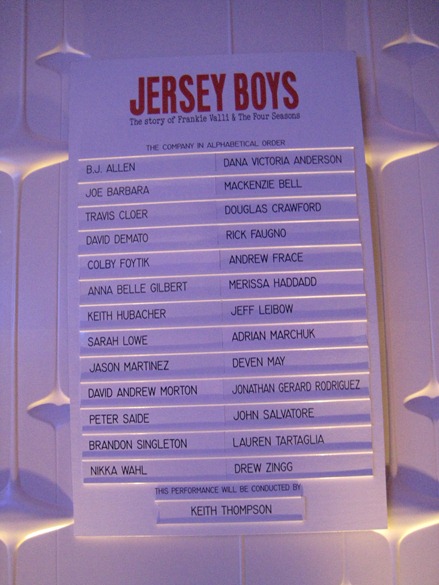 JERSEY BOYS
The story of Frankie Valli & The Four Seasons
THE COMPANY IN ALPHABETICAL ORDER
B.J. ALLEN DANA VICTORIA ANDERSON
JOE BARBARA MACKENZIE BELL
TRAVIS CLOER DOUGLAS CRAWFORD
DAVID DEMATO RICK FAUGNO
COLBY FOYTIK ANDREW FRACE
ANNA BELLE GILBERT MERISSA HADDADD
KEITH HUBACHER JEFF LEIBOW
SARAH LOWE ADRIAN MARCHUK
JASON MARTINEZ DEVEN MAY
DAVID ANDREW MORTON JONATHAN GERARD RODRIGUEZ
PETER SAIDE JOHN SALVATORE
BRANDON SINGLETON LAUREN TARTAGLIA
NIKKA WAHL DREW ZINGG
THIS PERFORMANCE WILL BE CONDUCTED BY
KEITH THOMPSON